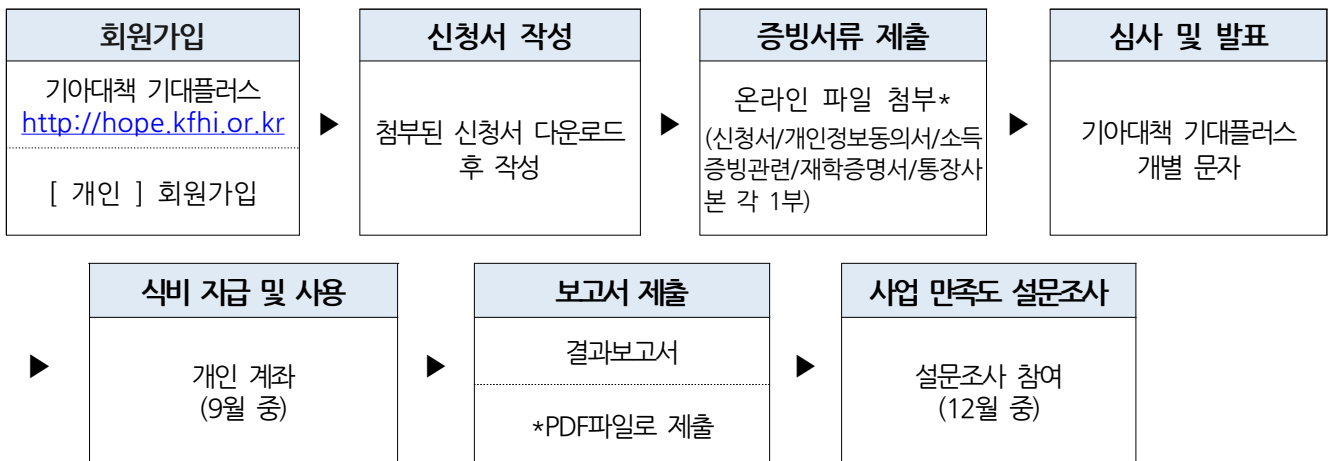 회원가입
기아대책 기대플러스
http://hope.kfhi.or.kr
[ 개인 ] 회원가입
▶
신청서 작성
첨부된 신청서 다운로드
후 작성
▶
증빙서류 제출
온라인 파일 첨부*
(신청서/개인정보동의서/소득
증빙관련/재학증명서/통장사
본 각 1부)
▶
심사 및 발표
기아대책 기대플러스
개별 문자
▶
식비 지급 및 사용
개인 계좌
(9월 중)
▶
보고서 제출
결과보고서
*PDF파일로 제출
▶
사업 만족도 설문조사
설문조사 참여
(12월 중)